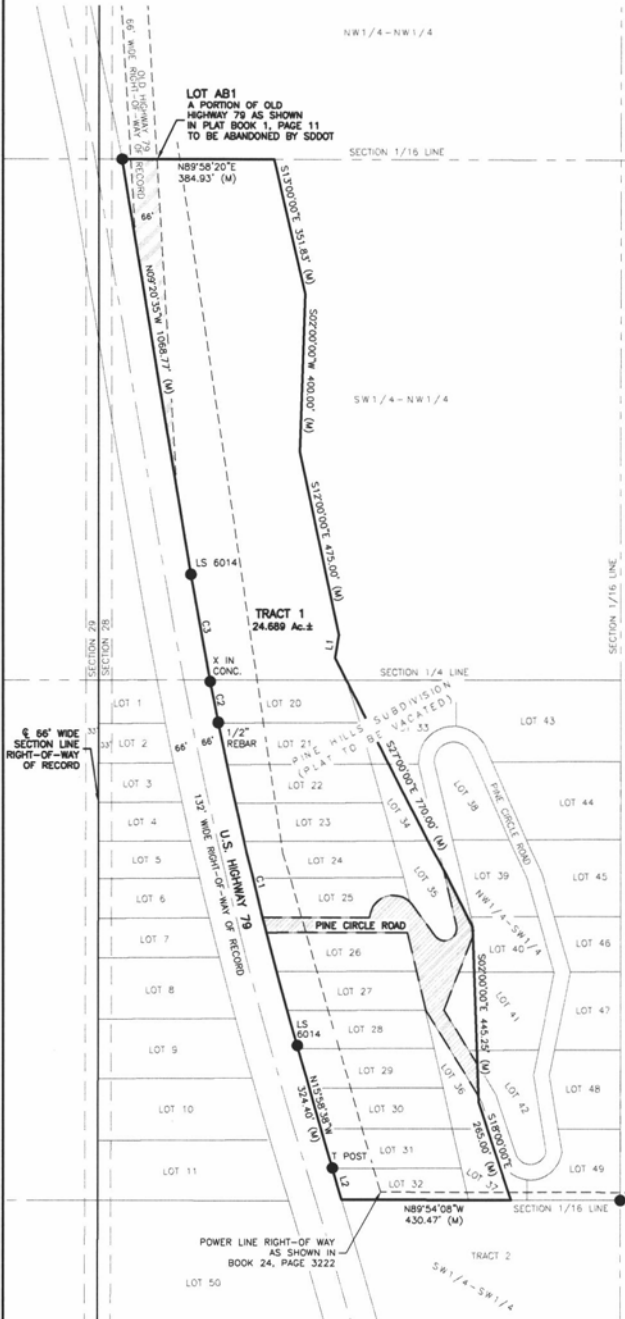 NW1/4-NW1/4
66' WIDE
RIGHT-OF-WAY
OF RECORD
OLD HIGHWAY 79
LOT AB1
A PORTION OF OLD
HIGHWAY 79 AS SHOWN
IN PLAT BOOK 1, PAGE 11
TO BE ABANDONED BY SDDOT
SECTION 1/16 LINE
N89°58'20"E
384.93' (M)
66'
S13°00'00"E 351.83' (M)
N09°20'35"W 1068.77' (M)
S02°00'00"W 400.00' (M)
SW1/4-NW1/4
S12°00'00"E 475.00' (M)
LS 6014
TRACT 1
24.689 Ac.±
C3
L1
SECTION 1/16 LINE
SECTION 29
SECTION 28
X IN
CONC.
SECTION 1/4 LINE
LOT 1
C2
LOT 20
PINE HILLS SUBDIVISION
(PLAT TO BE VACATED)
33
LOT 43
℄ 66' WIDE
SECTION LINE
RIGHT-OF-WAY
OF RECORD
33'
33'
LOT 2
66'
66'
1/2"
REBAR
LOT 21
LOT 3
LOT 22
S27°00'00"E 770.00' (M)
LOT 38
PINE CIRCLE ROAD
LOT 44
LOT 4
132' WIDE RIGHT-OF-WAY OF RECORD
U.S. HIGHWAY 79
LOT 23
LOT 34
LOT 5
LOT 24
LOT 35
LOT 39
LOT 45
LOT 6
C1
LOT 25
NW1/4-SW1/4
LOT 7
PINE CIRCLE ROAD
LOT 26
LOT 40
LOT 46
LOT 8
LOT 27
S02°00'00"E 445.25' (M)
LOT 41
LOT 47
LS
6014
LOT 28
LOT 9
LOT 29
LOT 36
LOT 42
LOT 48
N15°58'38"W
324.40' (M)
LOT 10
LOT 30
S18°00'00"E
265.00' (M)
LOT 31
T POST
LOT 11
L2
LOT 32
LOT 37
LOT 49
N89°54'08"W
430.47' (M)
SECTION 1/16 LINE
POWER LINE RIGHT-OF WAY
AS SHOWN IN
BOOK 24, PAGE 3222
TRACT 2
LOT 50
SW1/4-SW1/4